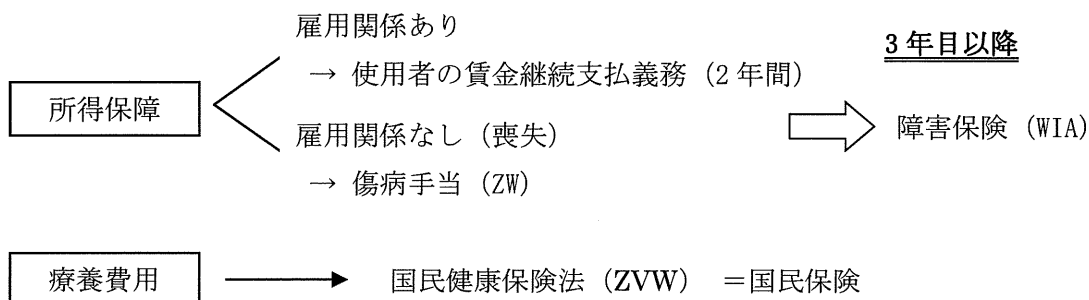 雇用関係あり
→ 使用者の賃金継続支払義務（2年間）
3年目以降
所得保障
障害保険（WIA）
雇用関係なし（喪失）
→ 傷病手当（ZW）
療養費用
国民健康保険法（ZVW） ＝国民保険